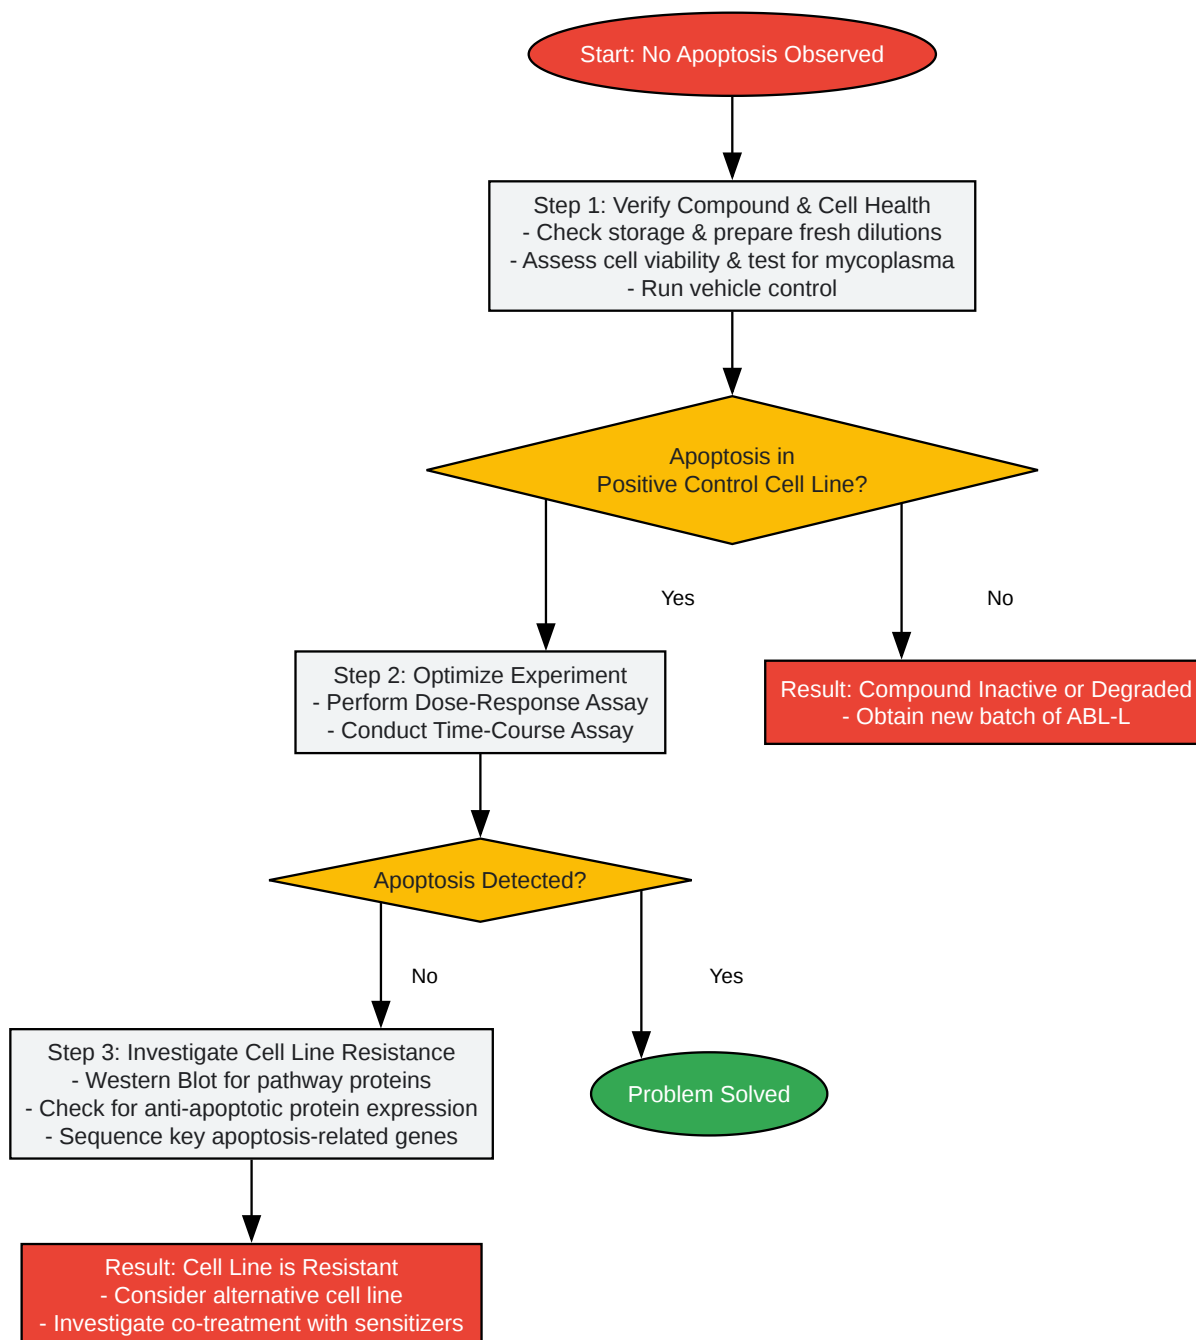 Start: No Apoptosis Observed
Step 1: Verify Compound & Cell Health
- Check storage & prepare fresh dilutions
- Assess cell viability & test for mycoplasma
- Run vehicle control
Apoptosis in
Positive Control Cell Line?
Yes
No
Step 2: Optimize Experiment
- Perform Dose-Response Assay
- Conduct Time-Course Assay
Result: Compound Inactive or Degraded
- Obtain new batch of ABL-L
Apoptosis Detected?
No
Yes
Step 3: Investigate Cell Line Resistance
- Western Blot for pathway proteins
- Check for anti-apoptotic protein expression
- Sequence key apoptosis-related genes
Problem Solved
Result: Cell Line is Resistant
- Consider alternative cell line
- Investigate co-treatment with sensitizers